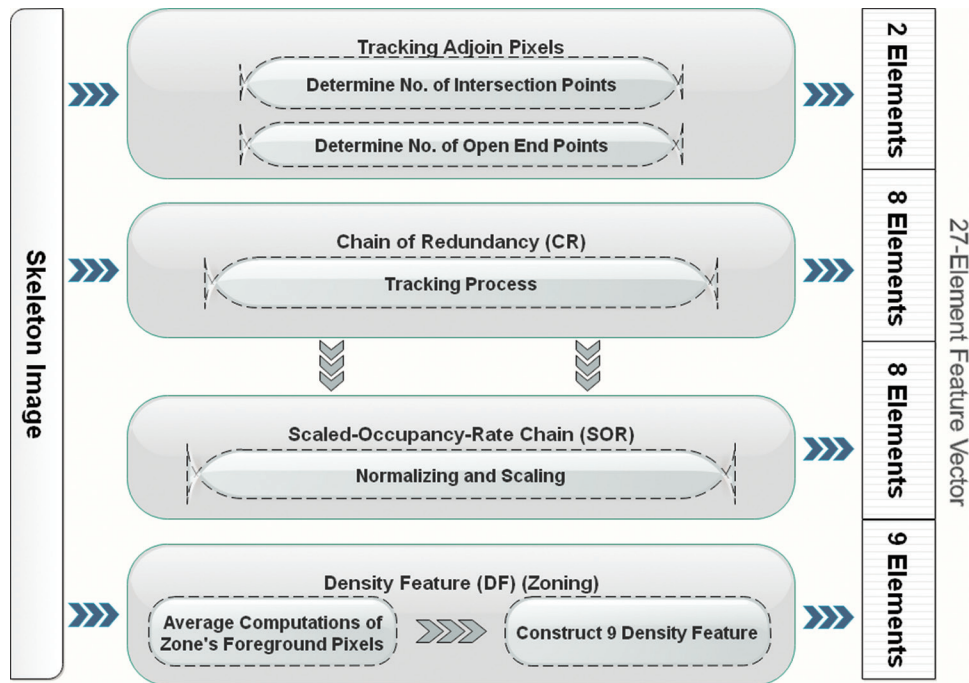 Skeleton Image
Tracking Adjoin Pixels
Determine No. of Intersection Points
Determine No. of Open End Points
2 Elements
Chain of Redundancy (CR)
Tracking Process
8 Elements
Scaled-Occupancy-Rate Chain (SOR)
Normalizing and Scaling
8 Elements
Density Feature (DF) (Zoning)
Average Computations of
Zone's Foreground Pixels
Construct 9 Density Feature
9 Elements
27-Element Feature Vector